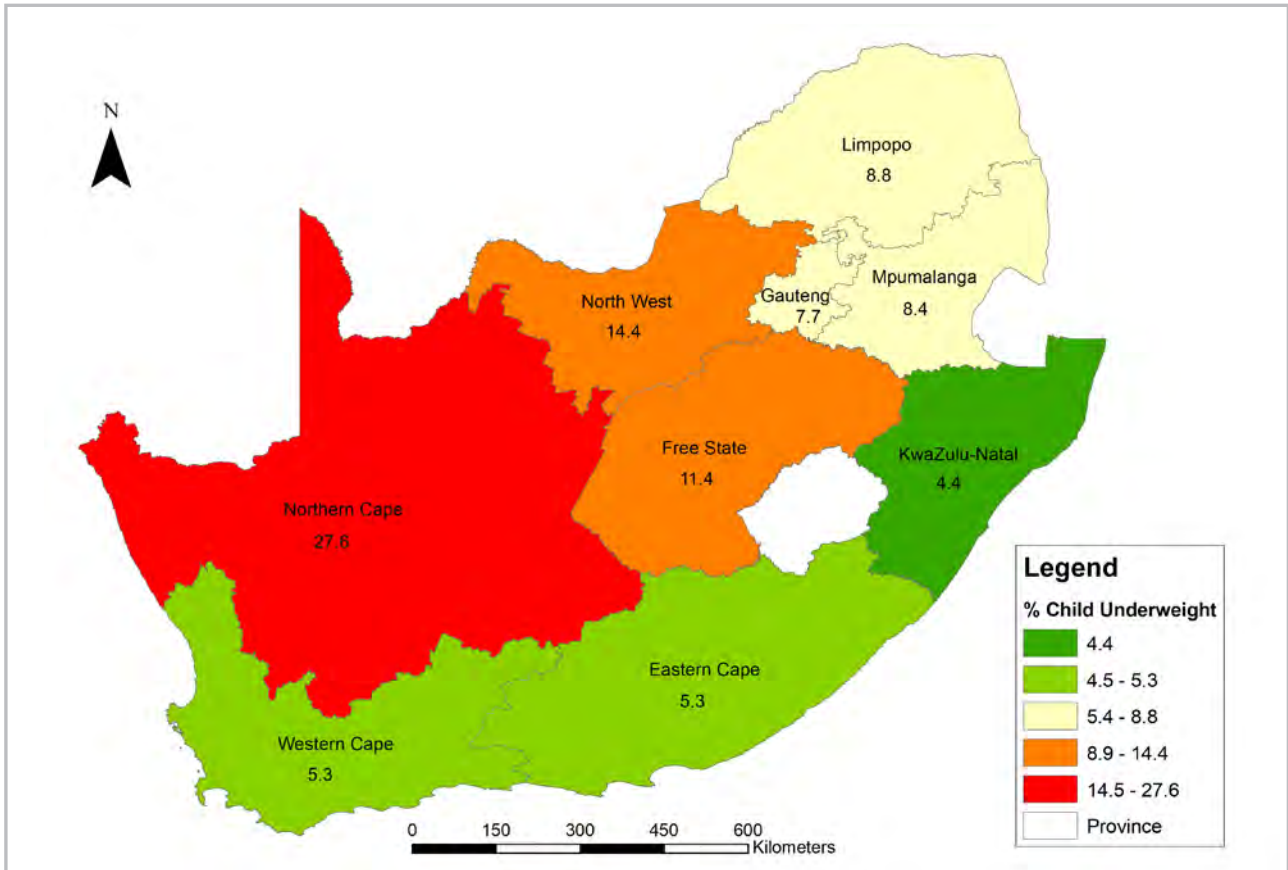 N
Limpopo
8.8
Mpumalanga
8.4
Gauteng
7.7
North West
14.4
Free State
11.4
KwaZulu-Natal
4.4
Northern Cape
27.6
Eastern Cape
5.3
Western Cape
5.3
0 150 300 450 600
Kilometers
Legend
% Child Underweight
4.4
4.5 - 5.3
5.4 - 8.8
8.9 - 14.4
14.5 - 27.6
Province